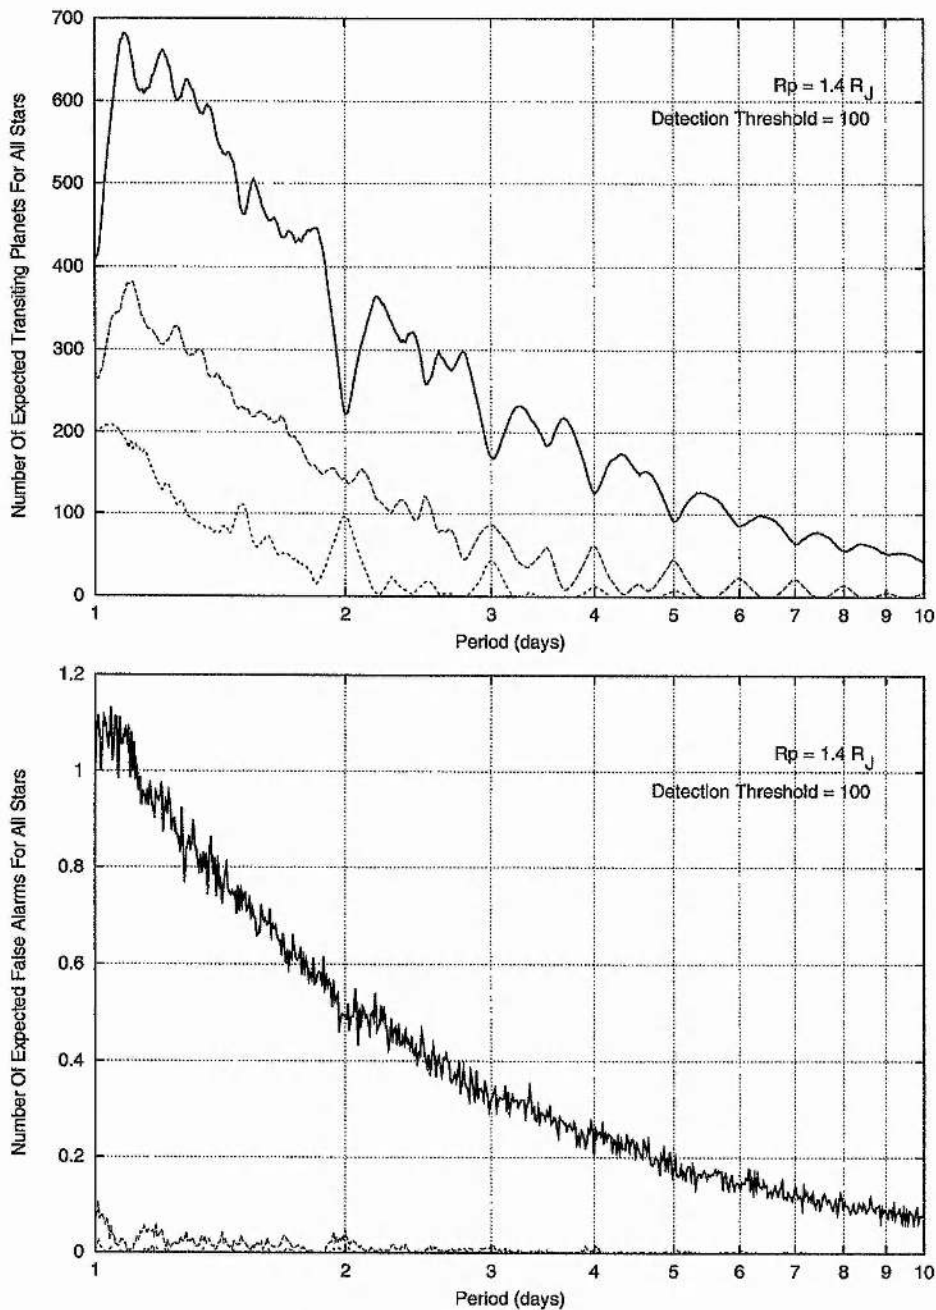 700
600
500
400
300
200
100
0
Number Of Expected Transiting Planets For All Stars
Rp = 1.4 R_J
Detection Threshold = 100
1 2 3 4 5 6 7 8 9 10
Period (days)
1.2
1
0.8
0.6
0.4
0.2
0
Number Of Expected False Alarms For All Stars
Rp = 1.4 R_J
Detection Threshold = 100
1 2 3 4 5 6 7 8 9 10
Period (days)